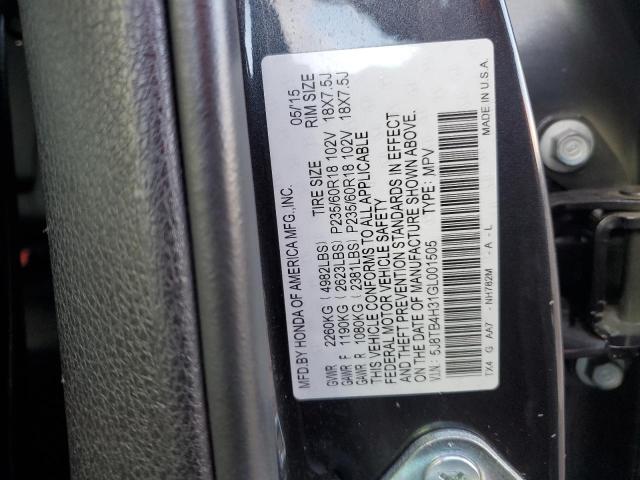 MFD.BY HONDA OF AMERICA MFG.,INC. 05/15
TIRE SIZE RIM SIZE
GVWR 2260KG (4982LBS)
GAWR F 1190KG (2623LBS) P235/60R18 102V 18X7.5J
GAWR R 1080KG (2381LBS) P235/60R18 102V 18X7.5J
THIS VEHICLE CONFORMS TO ALL APPLICABLE
FEDERAL MOTOR VEHICLE SAFETY
AND THEFT PREVENTION STANDARDS IN EFFECT
ON THE DATE OF MANUFACTURE SHOWN ABOVE.
V.I.N.: 5J8TB4H31GL001505 TYPE: MPV
TX4 G AA7 - NH782M - A - L MADE IN U.S.A.